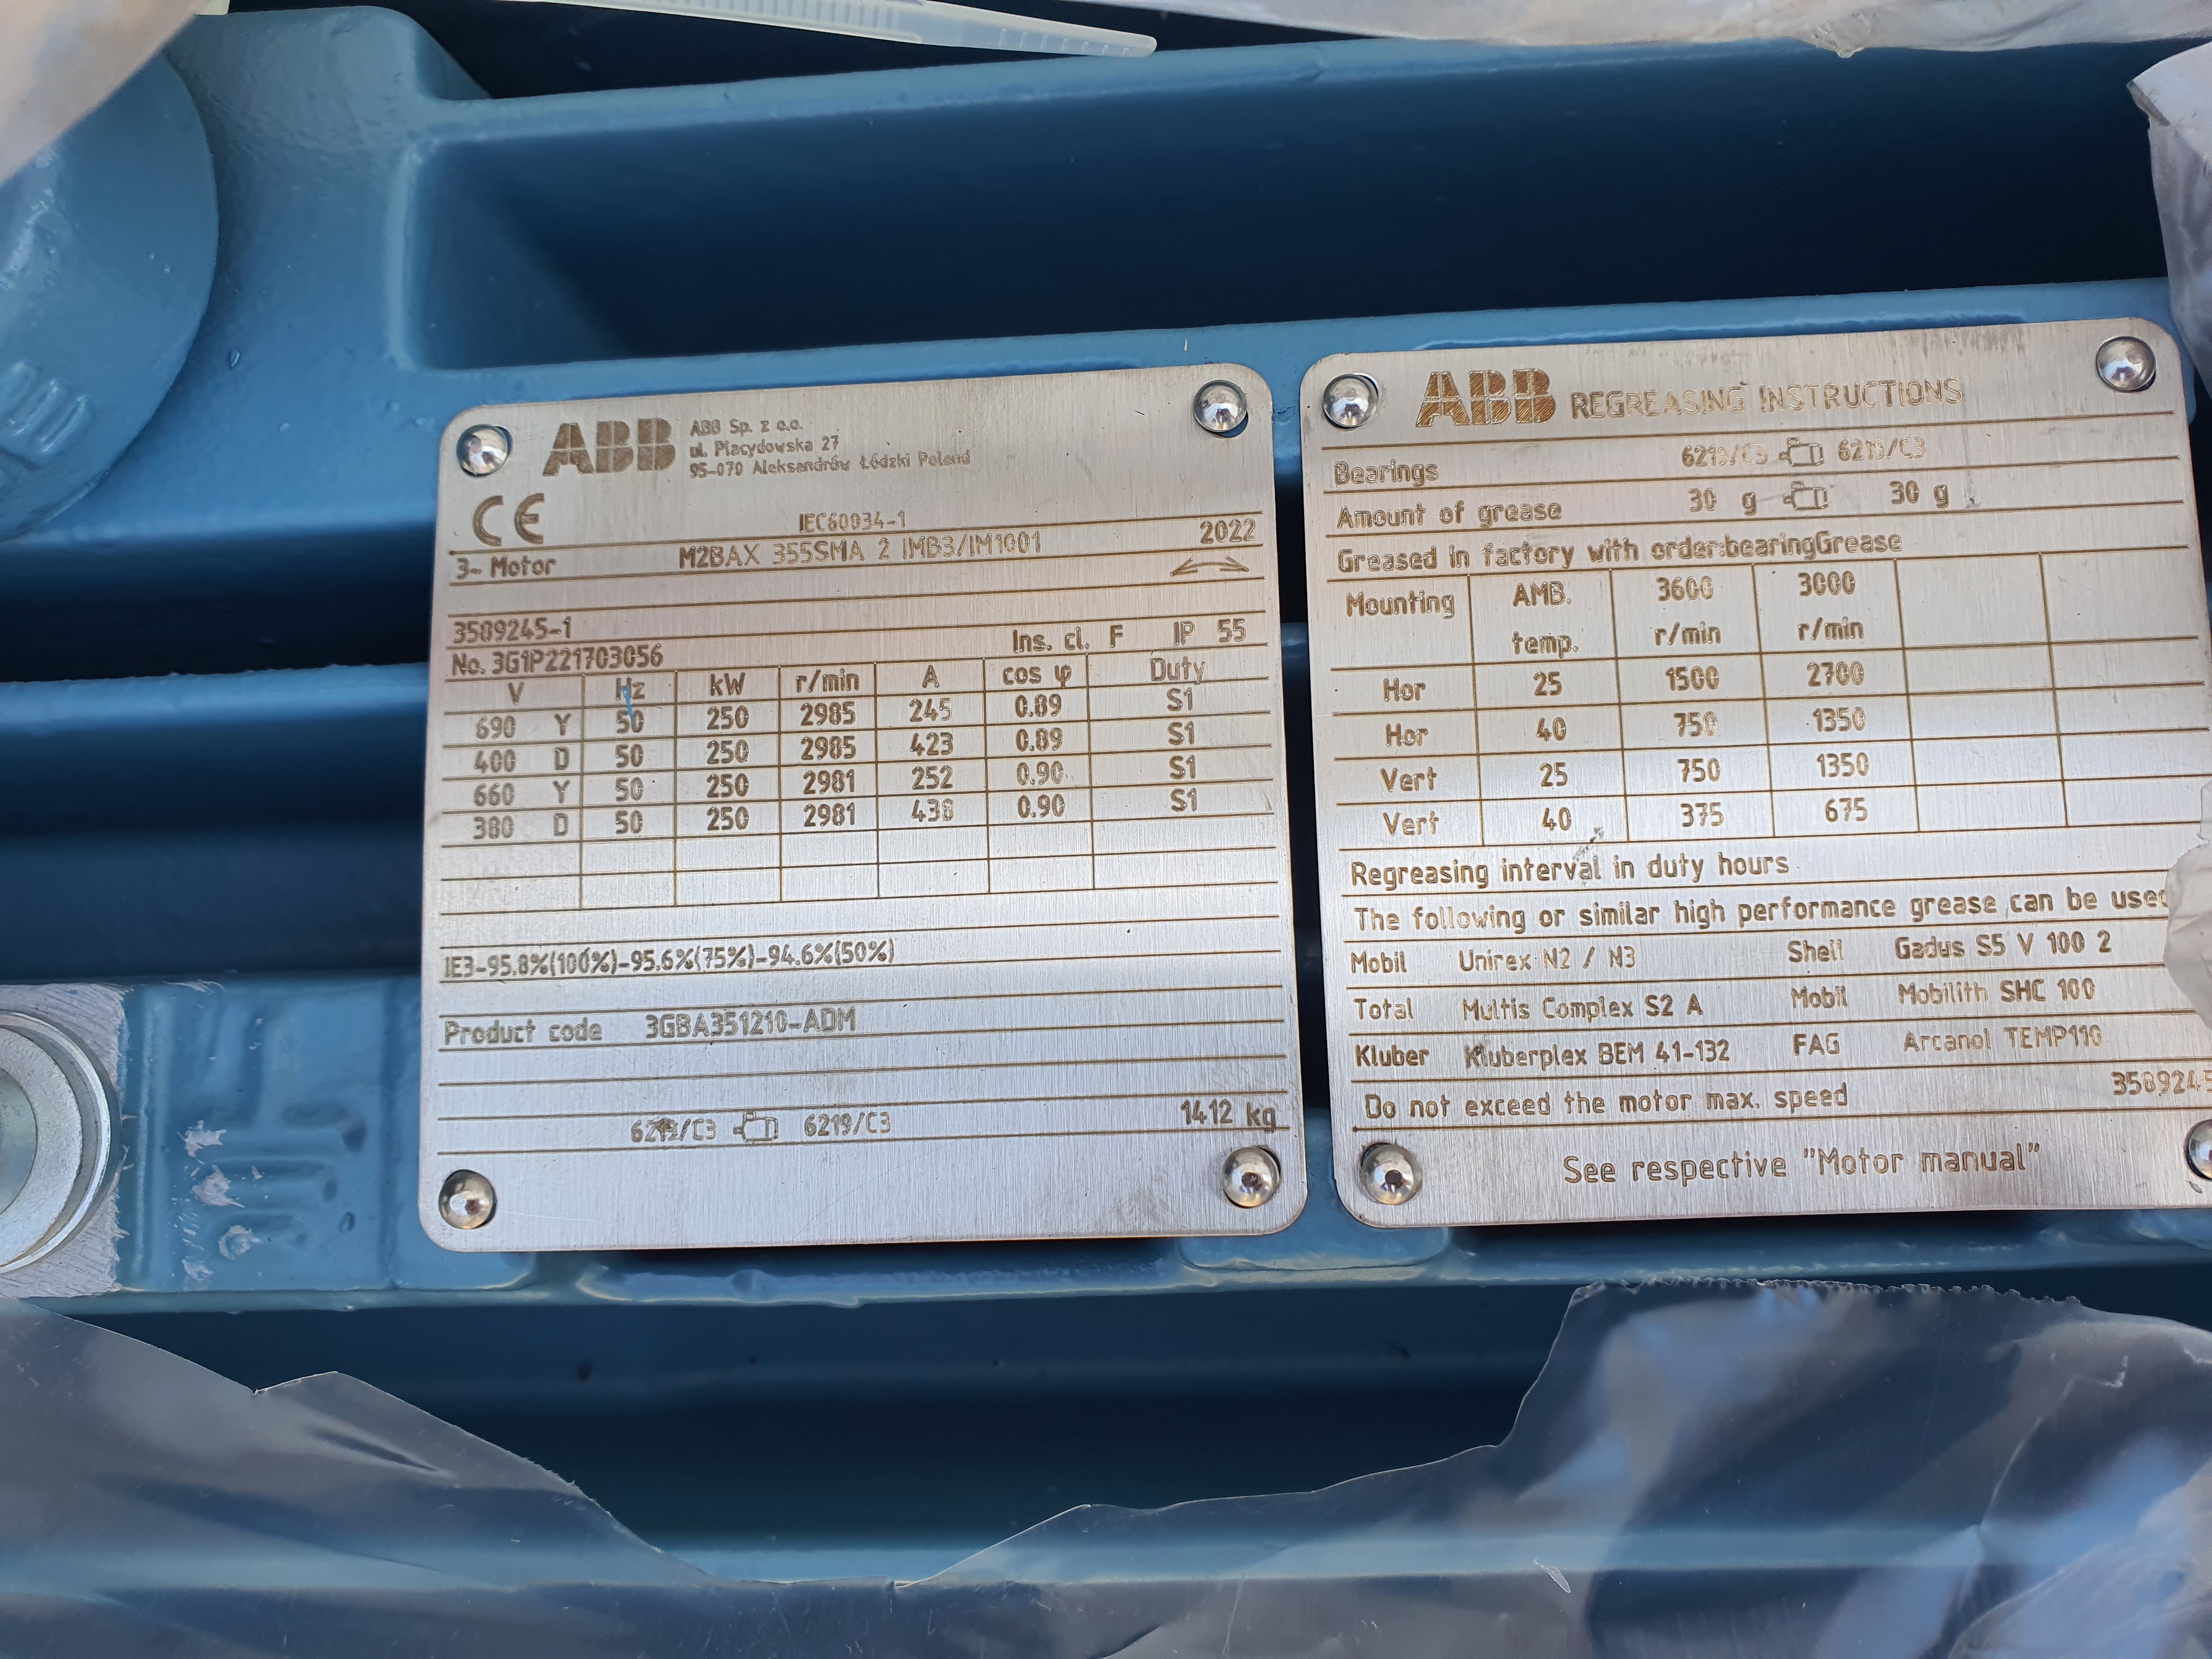 ABB
ABB Sp. z o.o.
ul. Placydowska 27
95-070 Aleksandrów Łódzki Poland
CE
IEC60034-1
3~ Motor M2BAX 355SMA 2 IMB3/IM1001 2022
3589245-1
No. 3G1P221703056 Ins. cl. F IP 55
V Hz kW r/min A cos φ Duty
690 Y 50 250 2985 245 0.89 S1
400 D 50 250 2985 423 0.89 S1
660 Y 50 250 2981 252 0.90 S1
380 D 50 250 2981 438 0.90 S1
IE3-95.8%(100%)-95.6%(75%)-94.6%(50%)
Product code 3GBA351210-ADM
6219/C3 6219/C3 1412 kg
ABB REGREASING INSTRUCTIONS
Bearings 6219/C3 6219/C3
Amount of grease 30 g 30 g
Greased in factory with order:bearingGrease
Mounting AMB. temp. 3600 r/min 3000 r/min
Hor 25 1500 2700
Hor 40 750 1350
Vert 25 750 1350
Vert 40 375 675
Regreasing interval in duty hours
The following or similar high performance grease can be used
Mobil Unirex N2 / N3 Shell Gadus S5 V 100 2
Total Multis Complex S2 A Mobil Mobilith SHC 100
Kluber Kluberplex BEM 41-132 FAG Arcanol TEMP110
Do not exceed the motor max. speed 3589245
See respective "Motor manual"